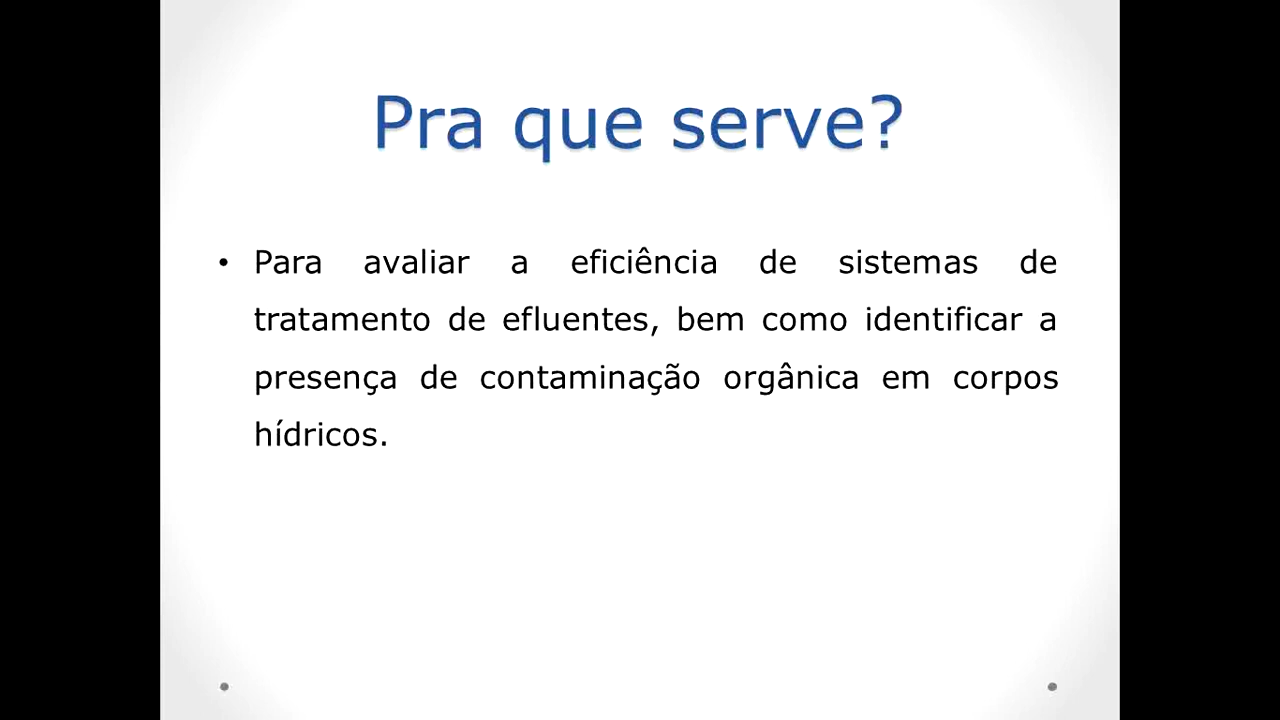 Pra que serve?
• Para avaliar a eficiência de sistemas de
tratamento de efluentes, bem como identificar a
presença de contaminação orgânica em corpos
hídricos.